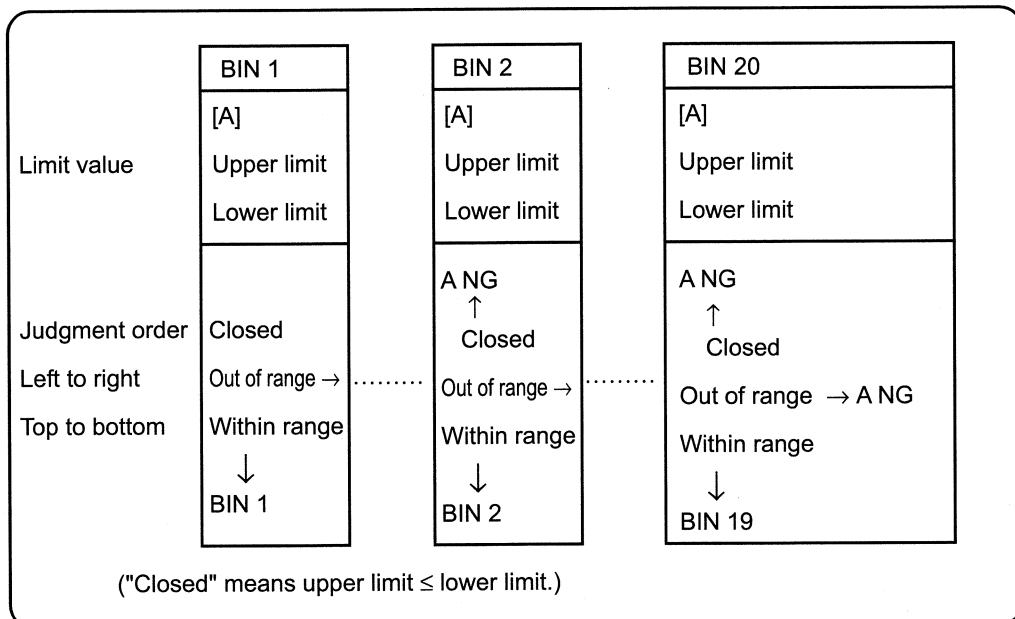 BIN 1 BIN 2 BIN 20
[A] [A] [A]
Limit value Upper limit Upper limit Upper limit
Lower limit Lower limit Lower limit
A NG A NG
↑ ↑
Judgment order Closed Closed Closed
Left to right Out of range → ......... Out of range → ......... Out of range → A NG
Top to bottom Within range Within range Within range
↓ ↓ ↓
BIN 1 BIN 2 BIN 19
("Closed" means upper limit ≤ lower limit.)